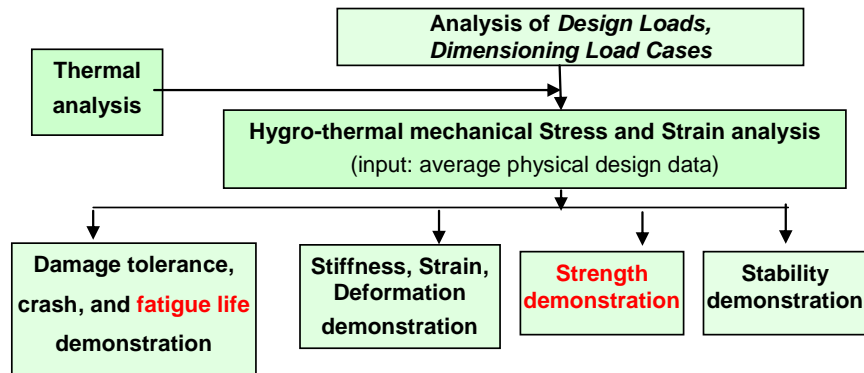 Analysis of Design Loads,
Dimensioning Load Cases
Thermal
analysis
Hygro-thermal mechanical Stress and Strain analysis
(input: average physical design data)
Damage tolerance,
crash, and fatigue life
demonstration
Stiffness, Strain,
Deformation
demonstration
Strength
demonstration
Stability
demonstration